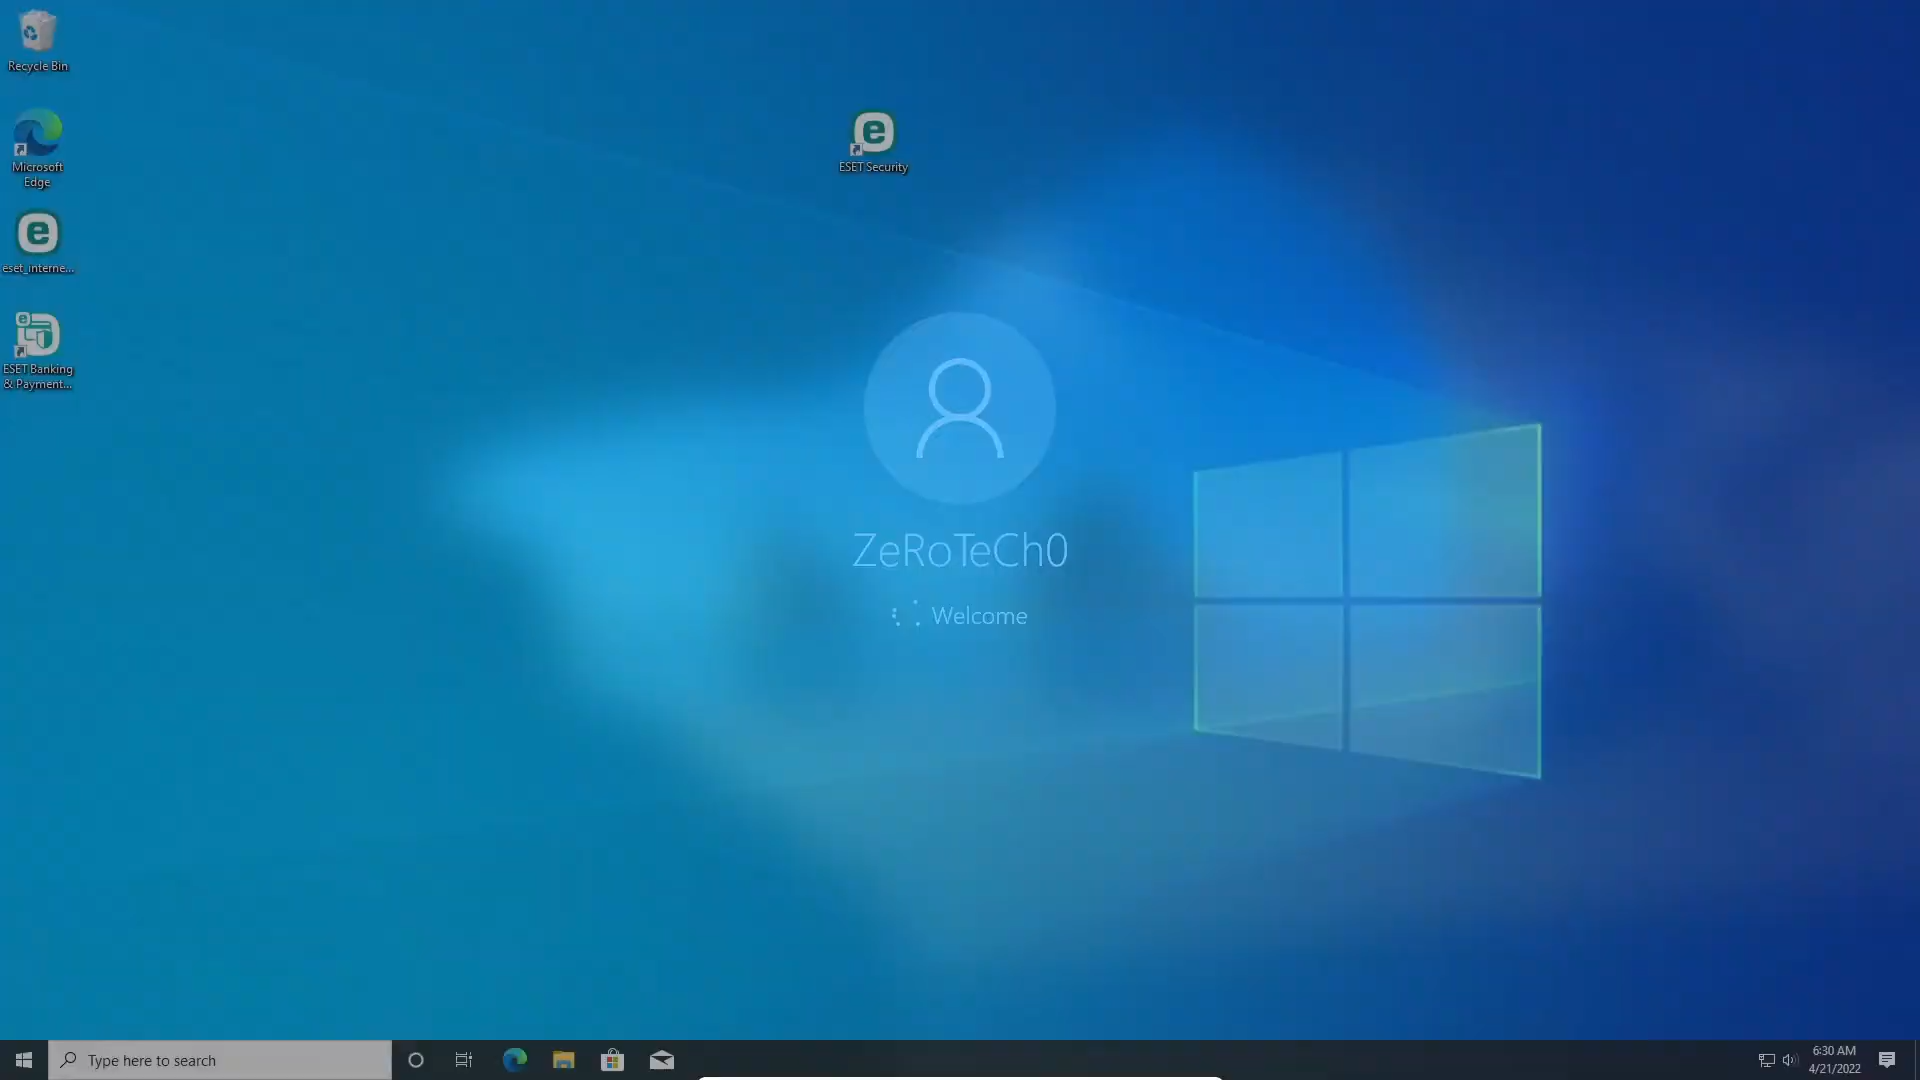 Recycle Bin
Microsoft
Edge
eset_interne...
ESET Banking
& Payment...
ESET Security
ZeRoTeCh0
Welcome
Type here to search
6:30 AM
4/21/2022